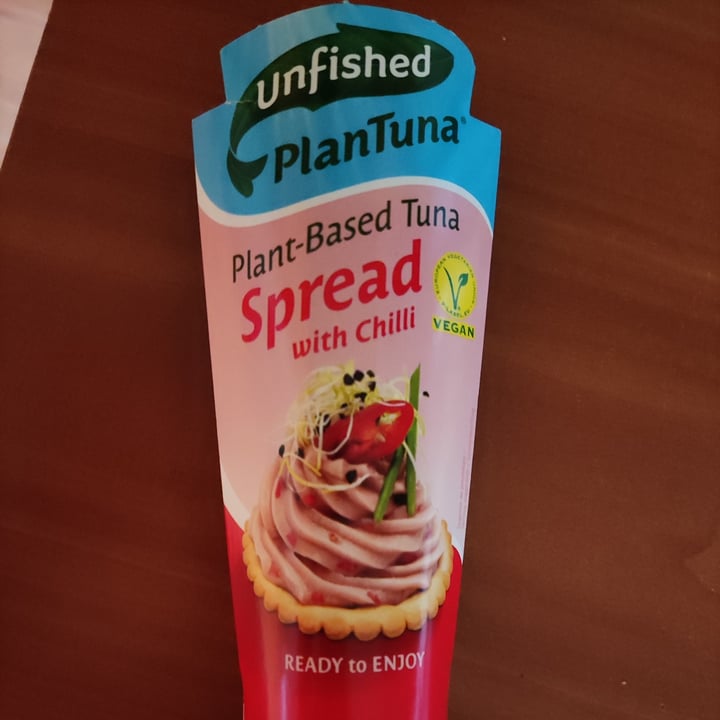 Unfished
PlanTuna®
Plant-Based Tuna
Spread
with Chilli
VEGAN
READY to ENJOY